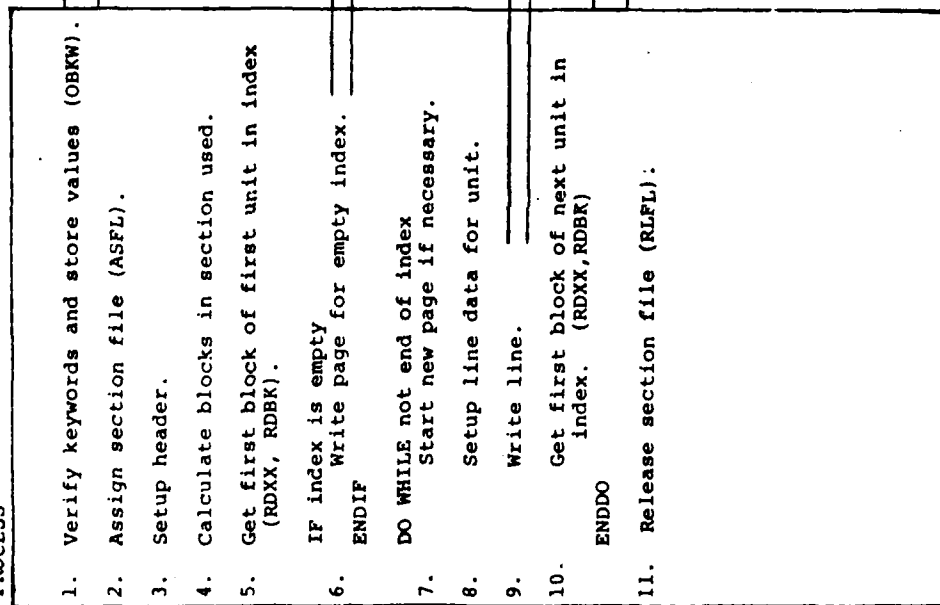 PROCESS
1. Verify keywords and store values (OBKW).
2. Assign section file (ASFL).
3. Setup header.
4. Calculate blocks in section used.
5. Get first block of first unit in index
(RDXX, RDBK).
IF index is empty
6. Write page for empty index.
ENDIF
DO WHILE not end of index
7. Start new page if necessary.
8. Setup line data for unit.
9. Write line.
10. Get first block of next unit in
index. (RDXX,RDBK)
ENDDO
11. Release section file (RLFL).